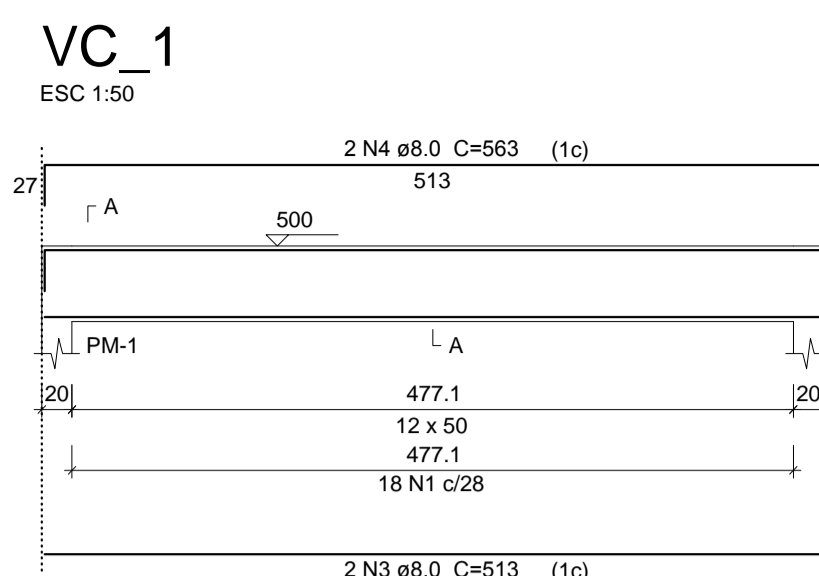 VC_1
ESC 1:50
2 N4 ø8.0 C=563 (1c)
27
513
A
500
PM-1
A
20
477.1
20
12 x 50
477.1
18 N1 c/28
2 N3 ø8.0 C=513 (1c)